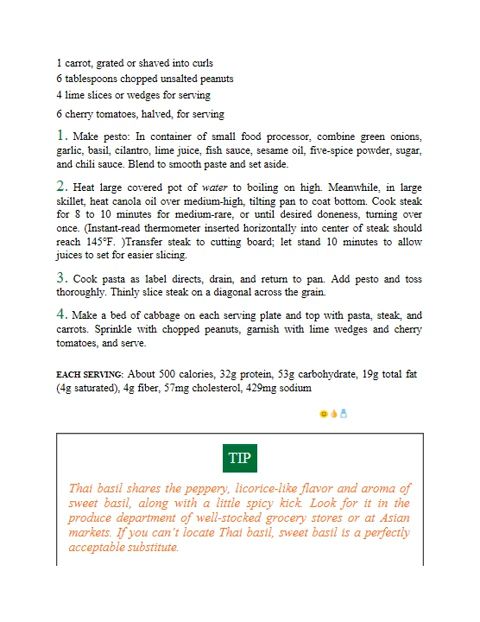 1 carrot, grated or shaved into curls
6 tablespoons chopped unsalted peanuts
4 lime slices or wedges for serving
6 cherry tomatoes, halved, for serving
1. Make pesto: In container of small food processor, combine green onions,
garlic, basil, cilantro, lime juice, fish sauce, sesame oil, five-spice powder, sugar,
and chili sauce. Blend to smooth paste and set aside.
2. Heat large covered pot of water to boiling on high. Meanwhile, in large
skillet, heat canola oil over medium-high, tilting pan to coat bottom. Cook steak
for 8 to 10 minutes for medium-rare, or until desired doneness, turning over
once. (Instant-read thermometer inserted horizontally into center of steak should
reach 145°F. )Transfer steak to cutting board; let stand 10 minutes to allow
juices to set for easier slicing.
3. Cook pasta as label directs, drain, and return to pan. Add pesto and toss
thoroughly. Thinly slice steak on a diagonal across the grain.
4. Make a bed of cabbage on each serving plate and top with pasta, steak, and
carrots. Sprinkle with chopped peanuts, garnish with lime wedges and cherry
tomatoes, and serve.
EACH SERVING: About 500 calories, 32g protein, 53g carbohydrate, 19g total fat
(4g saturated), 4g fiber, 57mg cholesterol, 429mg sodium
TIP
Thai basil shares the peppery, licorice-like flavor and aroma of
sweet basil, along with a little spicy kick. Look for it in the
produce department of well-stocked grocery stores or at Asian
markets. If you can't locate Thai basil, sweet basil is a perfectly
acceptable substitute.